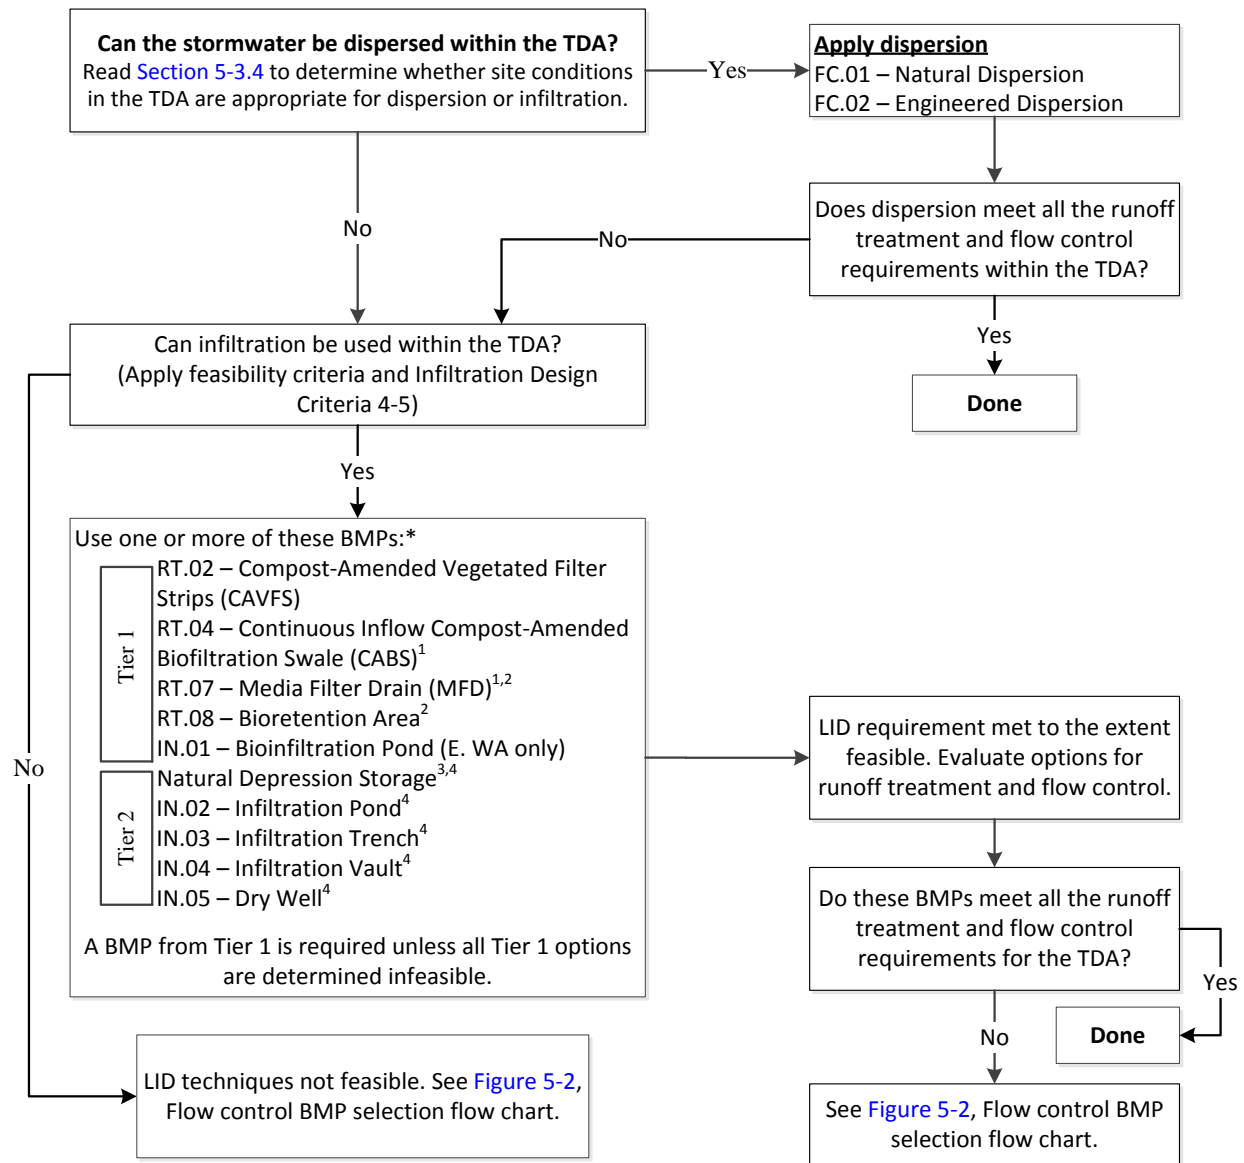 Can the stormwater be dispersed within the TDA?
Read Section 5-3.4 to determine whether site conditions
in the TDA are appropriate for dispersion or infiltration.
Yes
Apply dispersion
FC.01 – Natural Dispersion
FC.02 – Engineered Dispersion
No
Does dispersion meet all the runoff
treatment and flow control
requirements within the TDA?
No
Yes
Done
Can infiltration be used within the TDA?
(Apply feasibility criteria and Infiltration Design
Criteria 4-5)
Yes
No
Use one or more of these BMPs:*
Tier 1
RT.02 – Compost-Amended Vegetated Filter
Strips (CAVFS)
RT.04 – Continuous Inflow Compost-Amended
Biofiltration Swale (CABS)1
RT.07 – Media Filter Drain (MFD)1,2
RT.08 – Bioretention Area2
IN.01 – Bioinfiltration Pond (E. WA only)
Tier 2
Natural Depression Storage3,4
IN.02 – Infiltration Pond4
IN.03 – Infiltration Trench4
IN.04 – Infiltration Vault4
IN.05 – Dry Well4
A BMP from Tier 1 is required unless all Tier 1 options
are determined infeasible.
LID requirement met to the extent
feasible. Evaluate options for
runoff treatment and flow control.
Do these BMPs meet all the runoff
treatment and flow control
requirements for the TDA?
Yes
Done
No
See Figure 5-2, Flow control BMP
selection flow chart.
LID techniques not feasible. See Figure 5-2,
Flow control BMP selection flow chart.